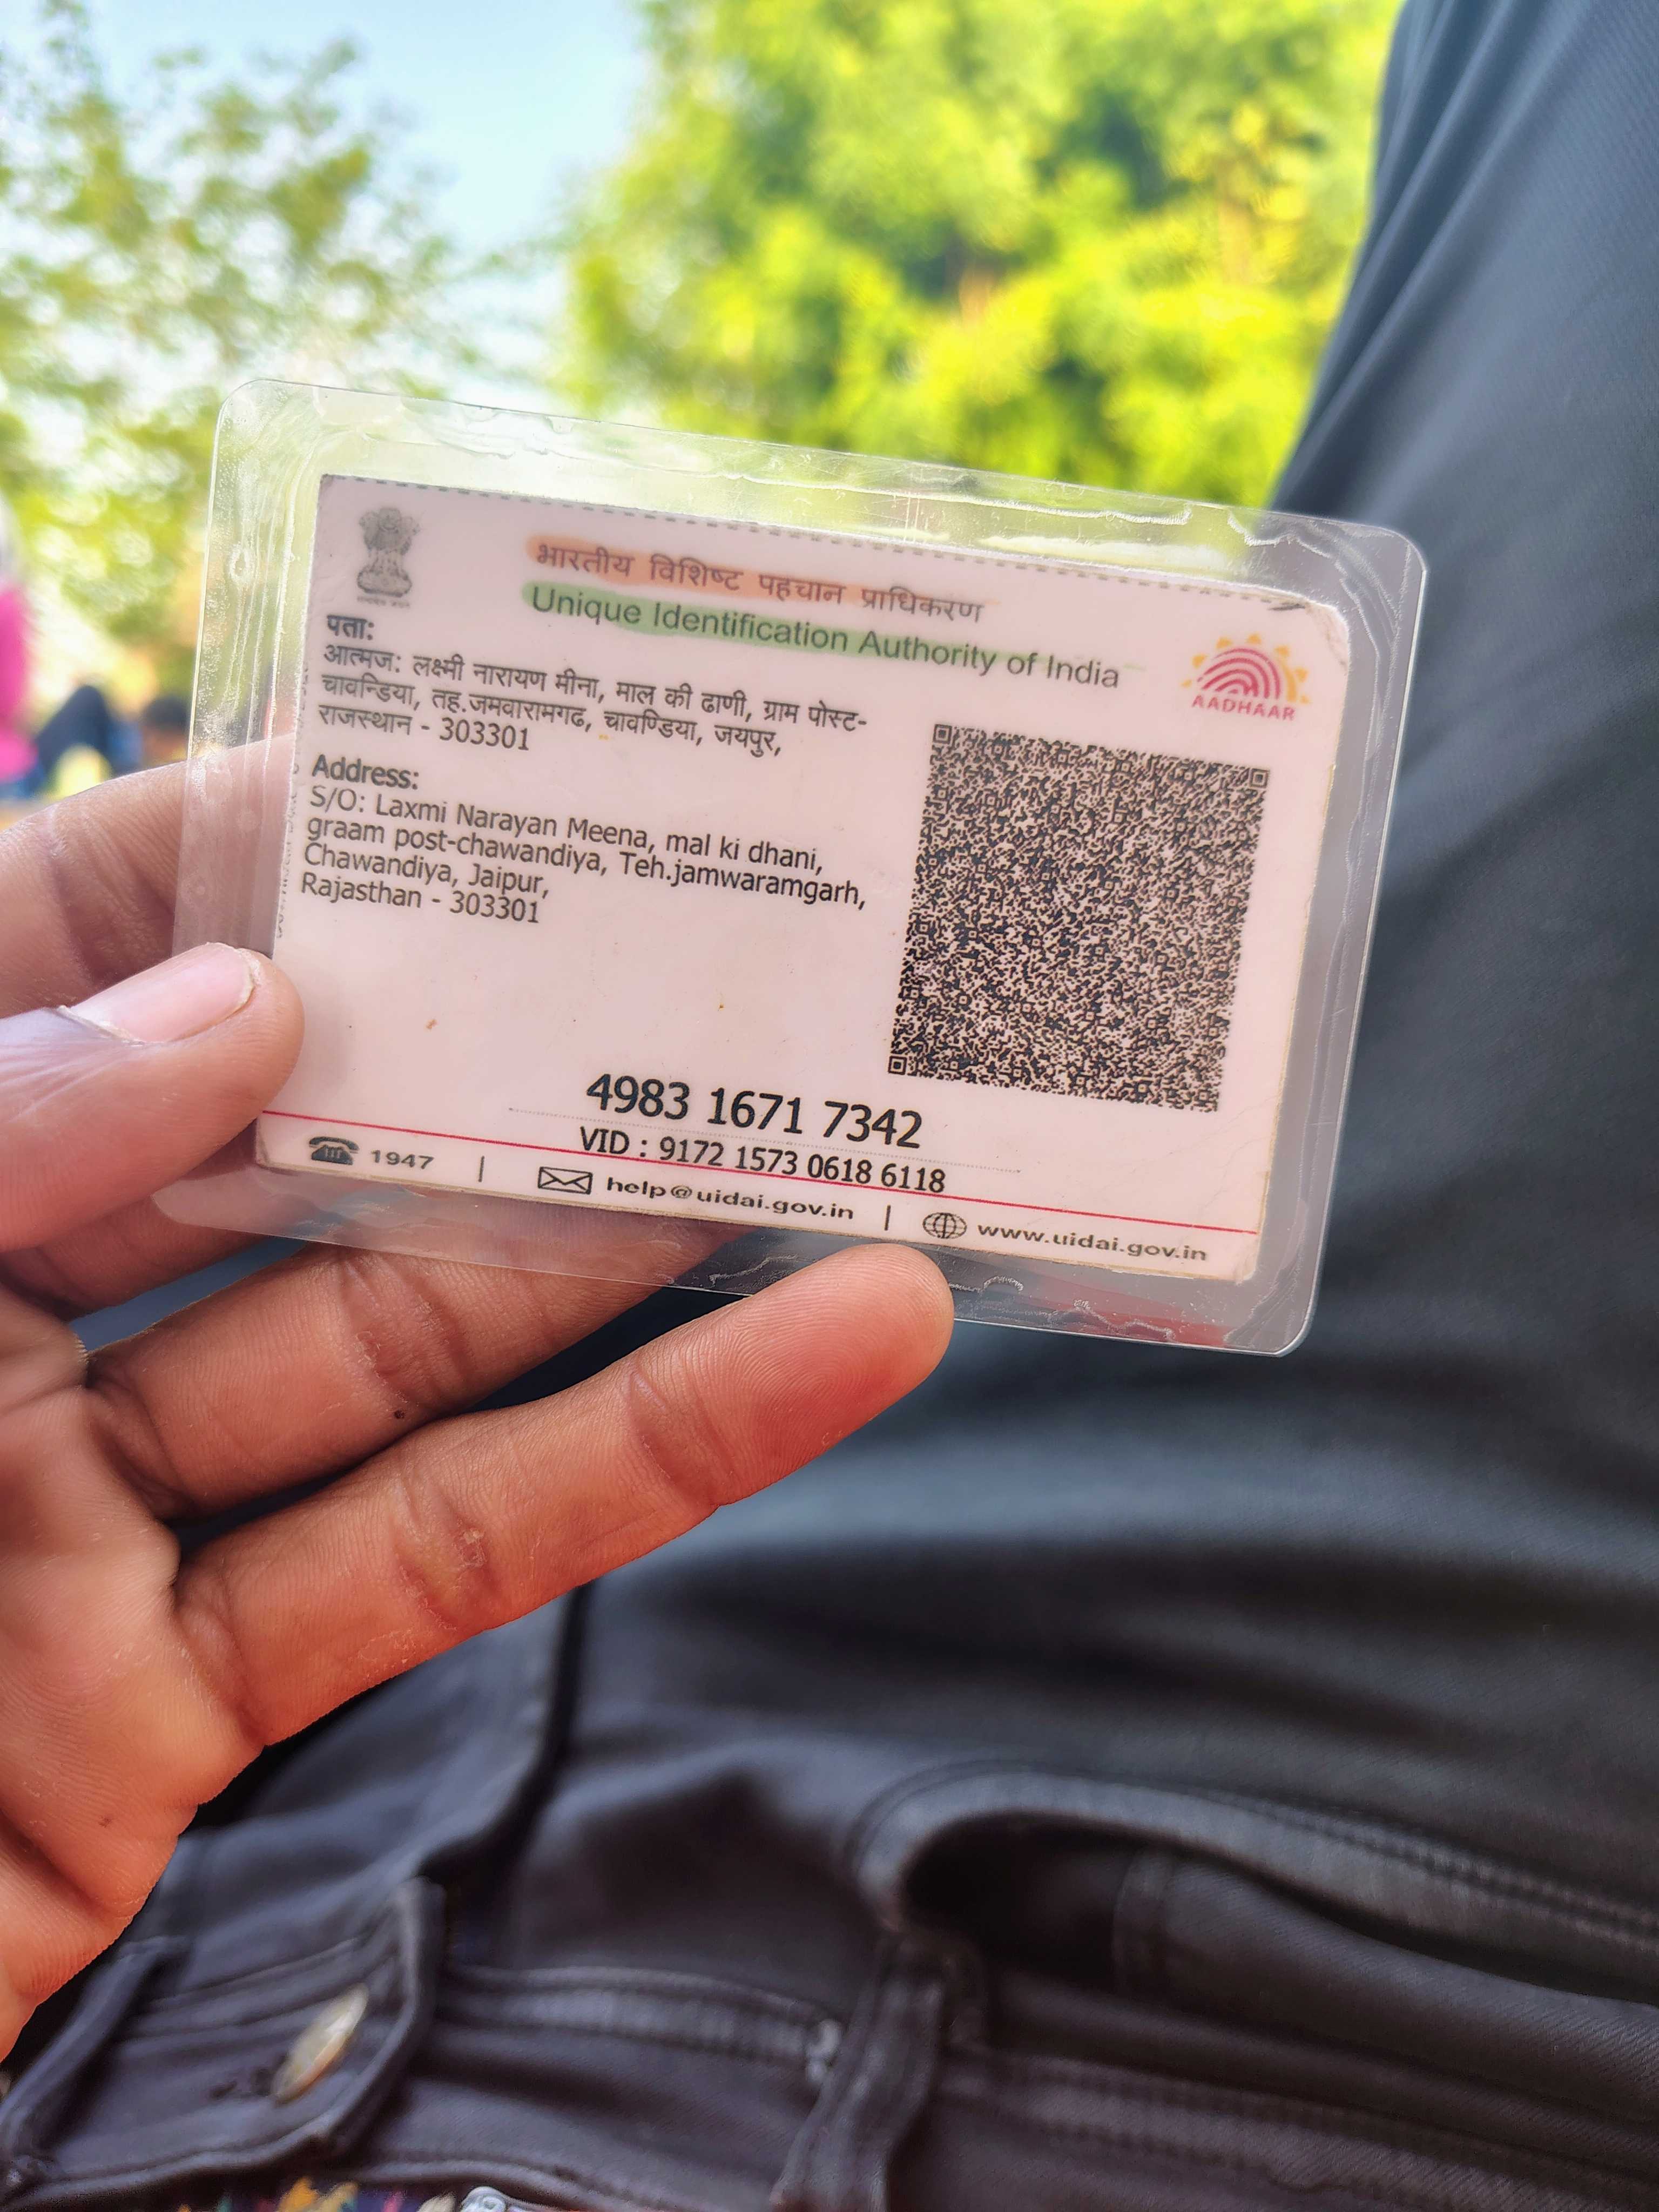 भारतीय विशिष्ट पहचान प्राधिकरण
Unique Identification Authority of India
AADHAAR
पता:
आत्मज: लक्ष्मी नारायण मीना, माल की ढाणी, ग्राम पोस्ट-
चावन्डिया, तह.जमवारामगढ, चावण्डिया, जयपुर,
राजस्थान - 303301
Address:
S/O: Laxmi Narayan Meena, mal ki dhani,
graam post-chawandiya, Teh.jamwaramgarh,
Chawandiya, Jaipur,
Rajasthan - 303301
4983 1671 7342
VID : 9172 1573 0618 6118
1947 | help@uidai.gov.in | www.uidai.gov.in